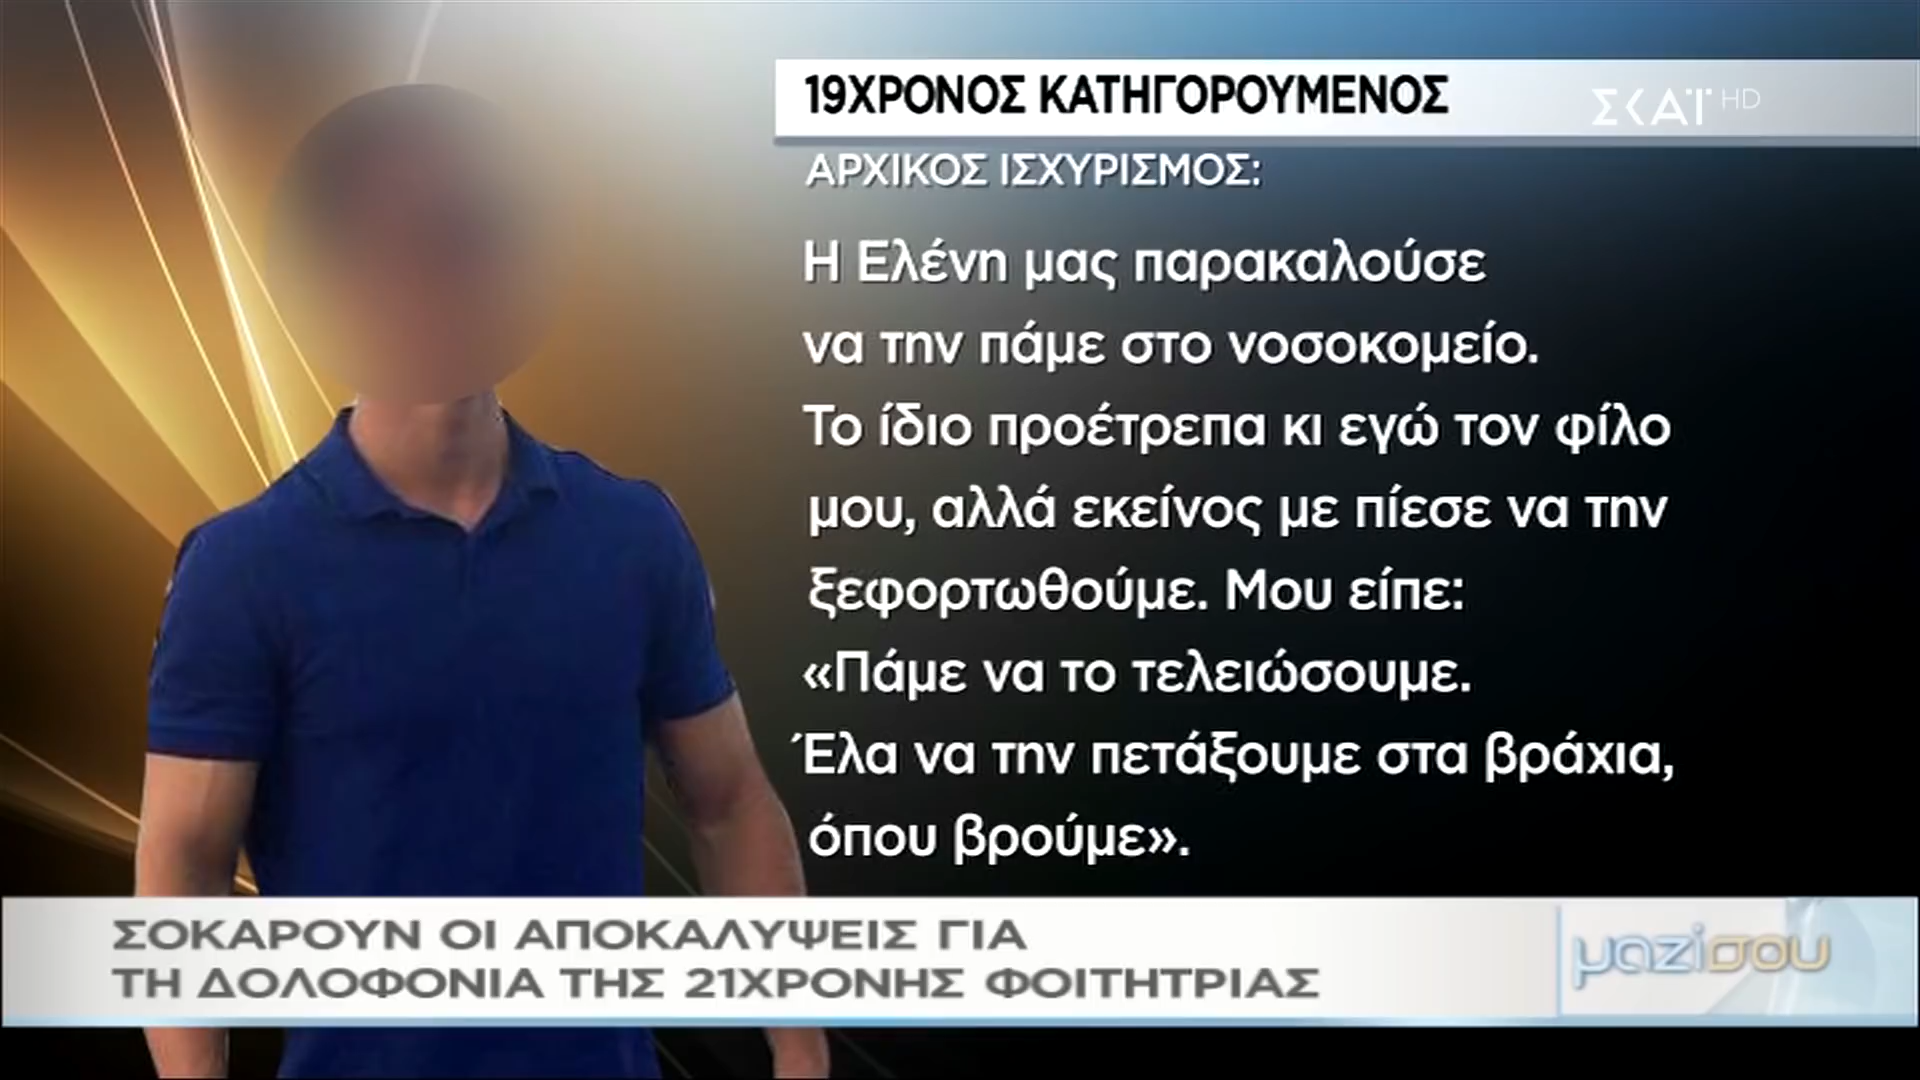 19ΧΡΟΝΟΣ ΚΑΤΗΓΟΡΟΥΜΕΝΟΣ
ΣΚΑΪ HD
ΑΡΧΙΚΟΣ ΙΣΧΥΡΙΣΜΟΣ:
Η Ελένη μας παρακαλούσε
να την πάμε στο νοσοκομείο.
Το ίδιο προέτρεπα κι εγώ τον φίλο
μου, αλλά εκείνος με πίεσε να την
ξεφορτωθούμε. Μου είπε:
«Πάμε να το τελειώσουμε.
Έλα να την πετάξουμε στα βράχια,
όπου βρούμε».
ΣΟΚΑΡΟΥΝ ΟΙ ΑΠΟΚΑΛΥΨΕΙΣ ΓΙΑ
ΤΗ ΔΟΛΟΦΟΝΙΑ ΤΗΣ 21ΧΡΟΝΗΣ ΦΟΙΤΗΤΡΙΑΣ
μαζίσου